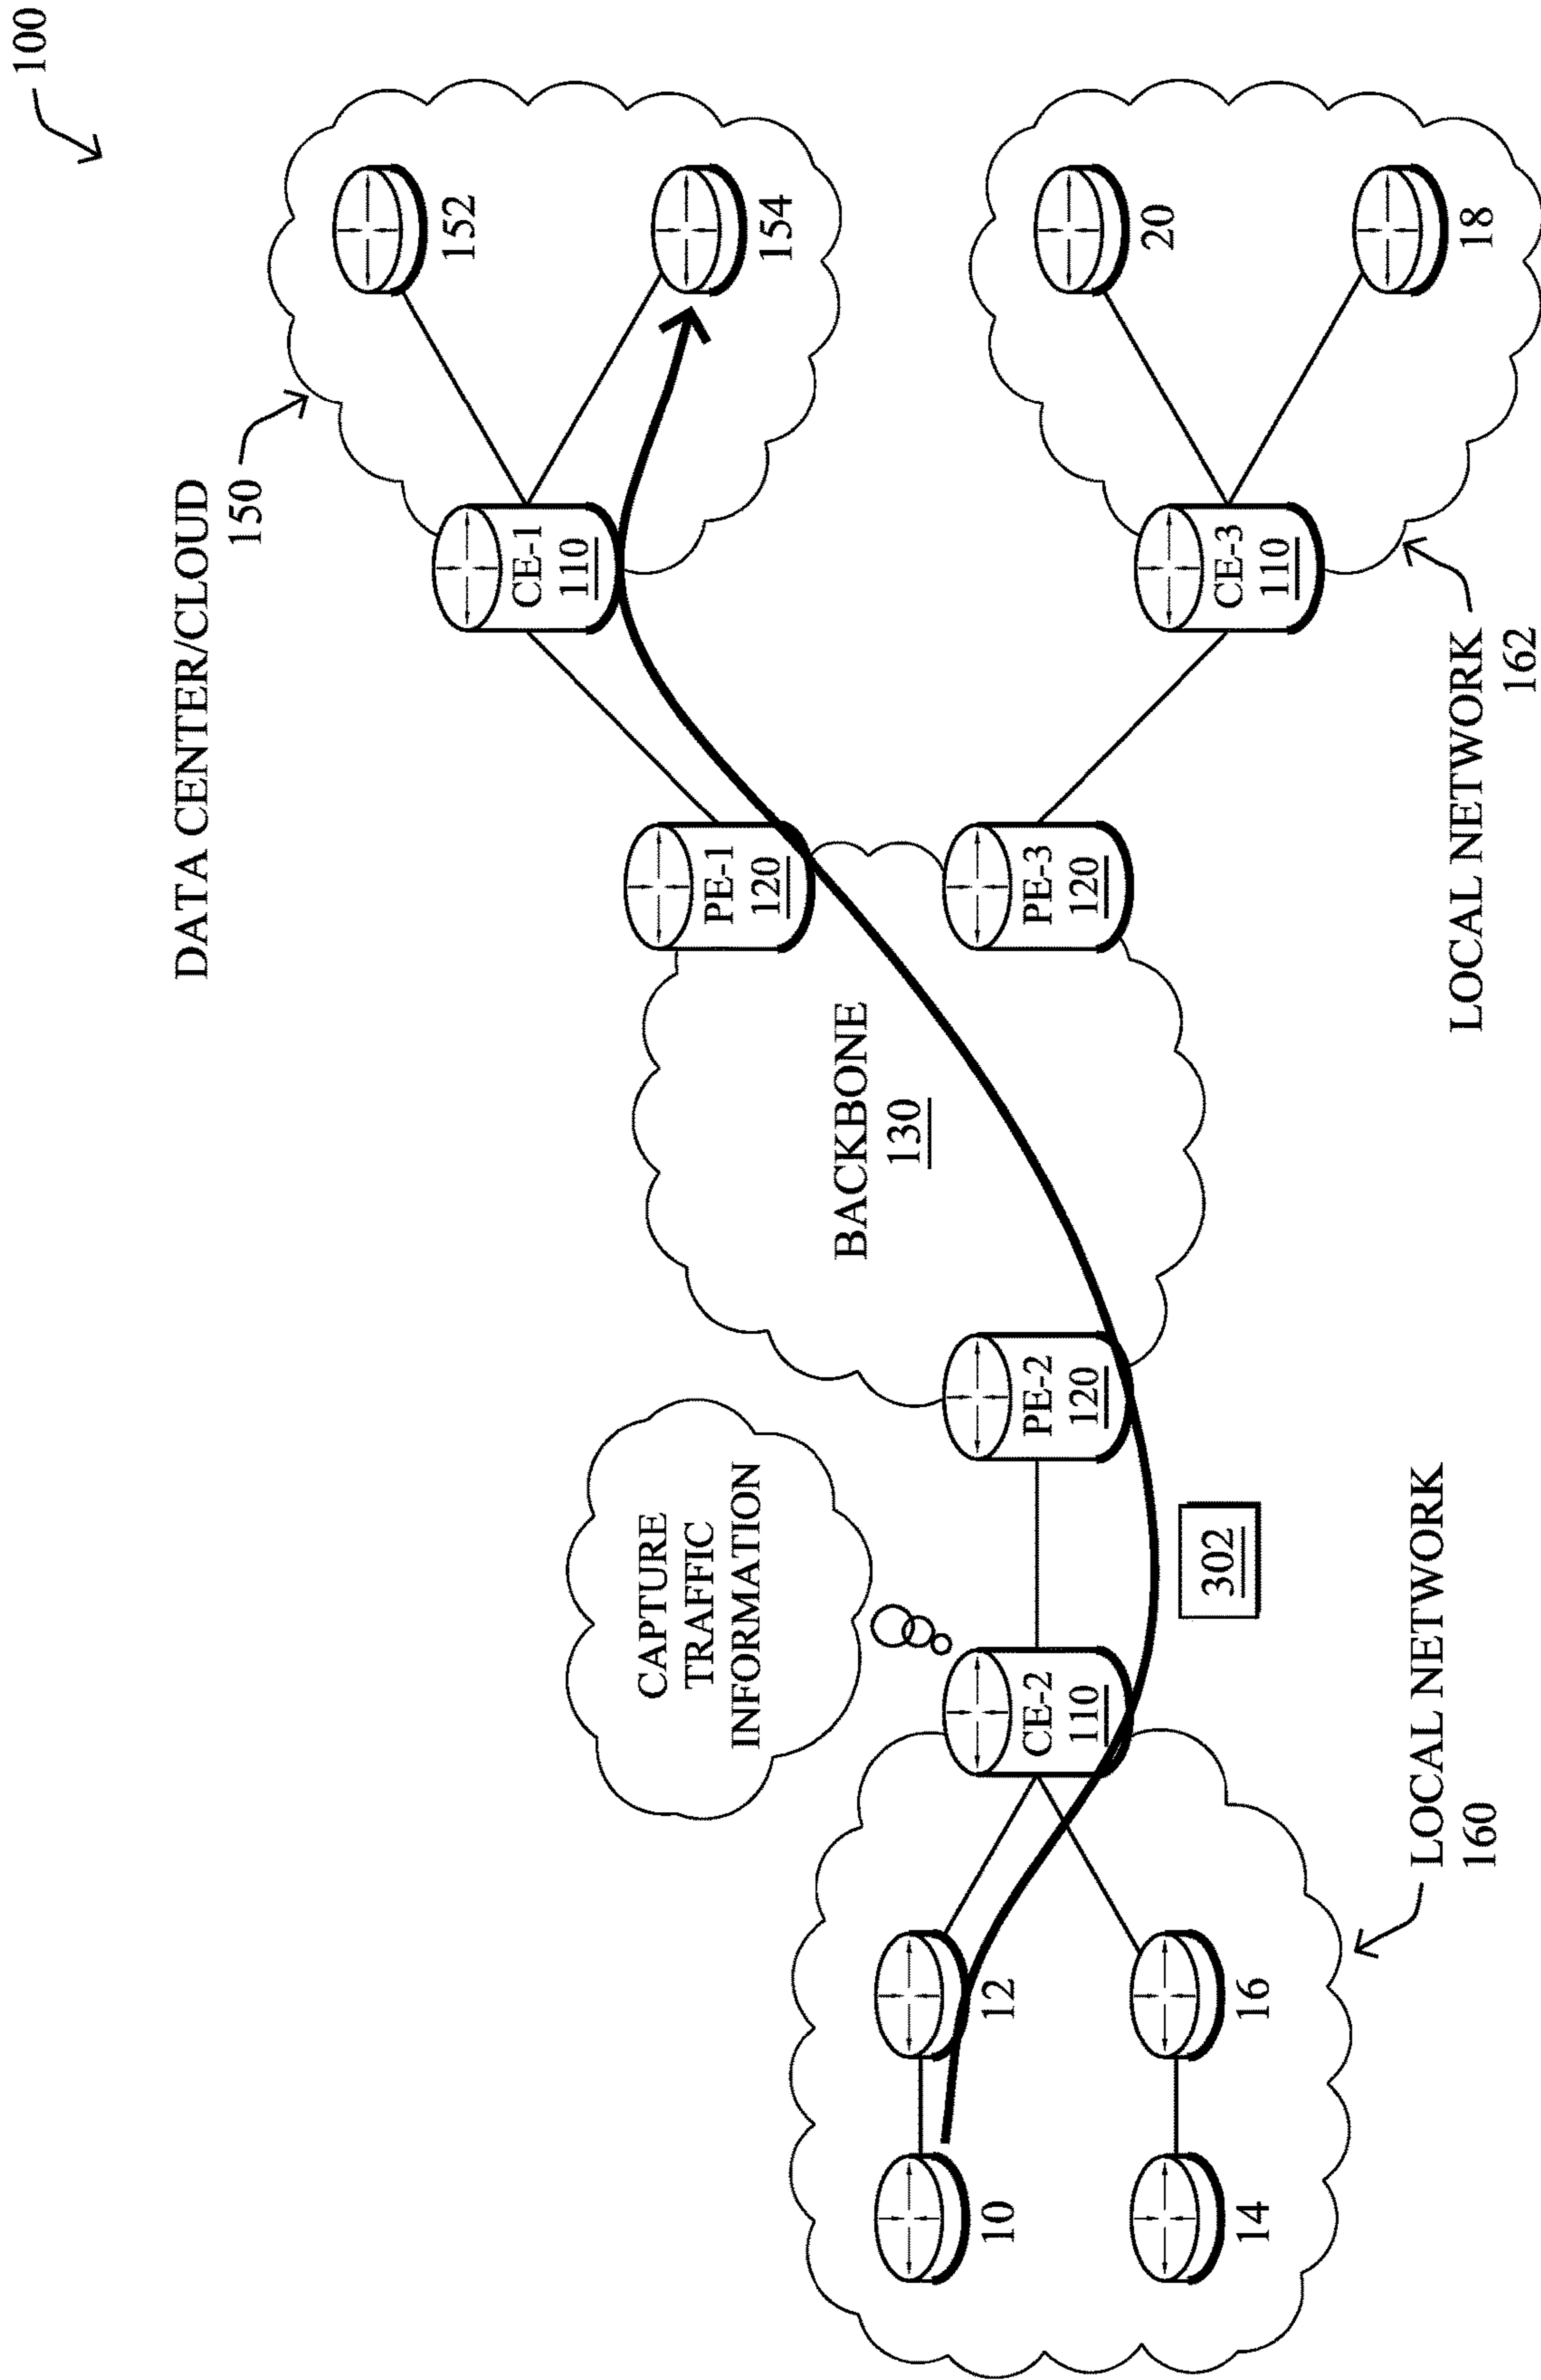 100
DATA CENTER/CLOUD
150
152
154
CE-1
110
PE-1
120
BACKBONE
130
CAPTURE
TRAFFIC
INFORMATION
10
12
14
16
CE-2
110
PE-2
120
302
PE-3
120
CE-3
110
20
18
LOCAL NETWORK
160
LOCAL NETWORK
162